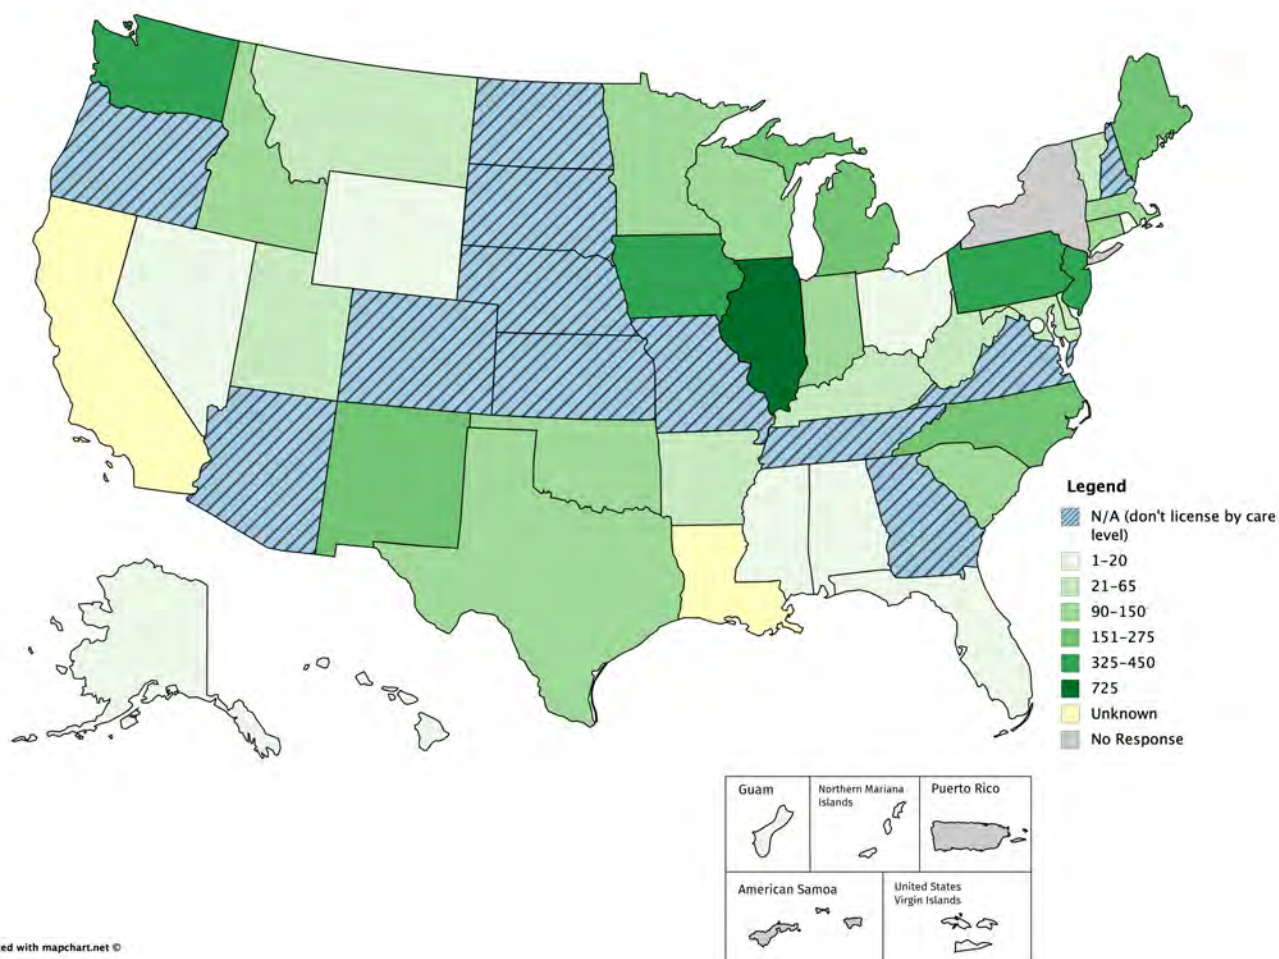 Legend
N/A (don't license by care
level)
1-20
21-65
90-150
151-275
325-450
725
Unknown
No Response
Guam
Northern Mariana
Islands
Puerto Rico
American Samoa
United States
Virgin Islands
with mapchart.net ©